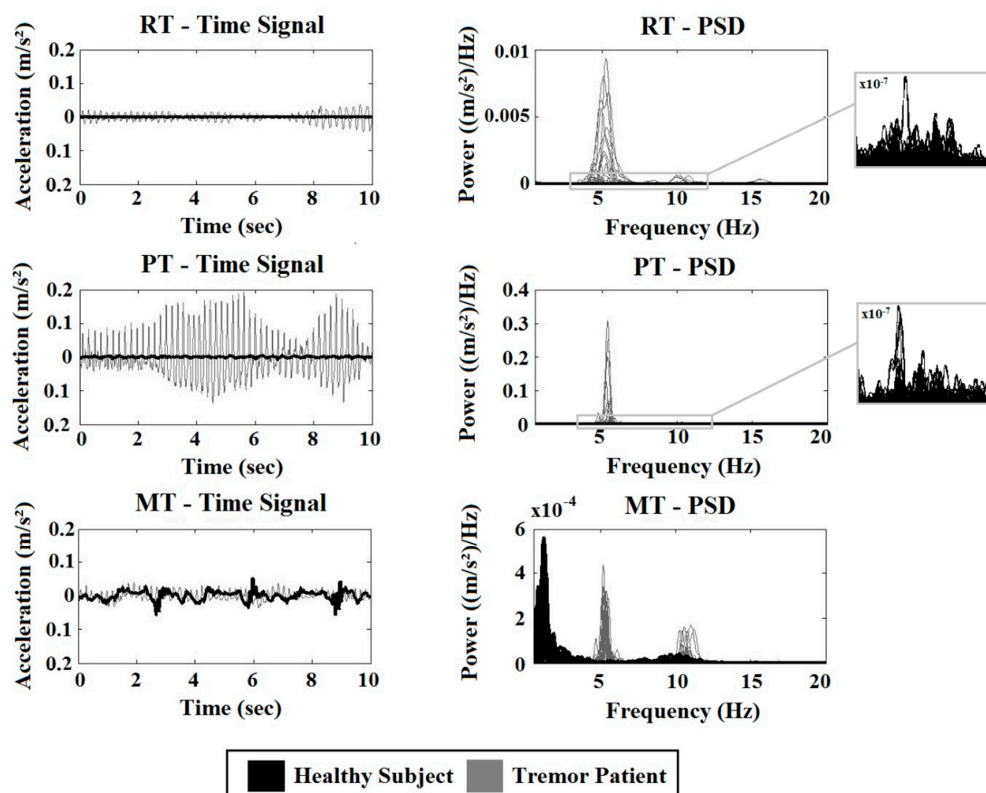 RT - Time Signal
Acceleration (m/s²)
0.2
0.1
0
0.1
0.2
0 2 4 6 8 10
Time (sec)
RT - PSD
Power ((m/s²)/Hz)
0.01
0.005
0
5 10 15 20
Frequency (Hz)
x10-7
PT - Time Signal
Acceleration (m/s²)
0.2
0.1
0
0.1
0.2
0 2 4 6 8 10
Time (sec)
PT - PSD
Power ((m/s²)/Hz)
0.4
0.3
0.2
0.1
0
5 10 15 20
Frequency (Hz)
x10-7
MT - Time Signal
Acceleration (m/s²)
0.2
0.1
0
0.1
0.2
0 2 4 6 8 10
Time (sec)
x10-4
MT - PSD
Power ((m/s²)/Hz)
6
4
2
0
5 10 15 20
Frequency (Hz)
Healthy Subject Tremor Patient